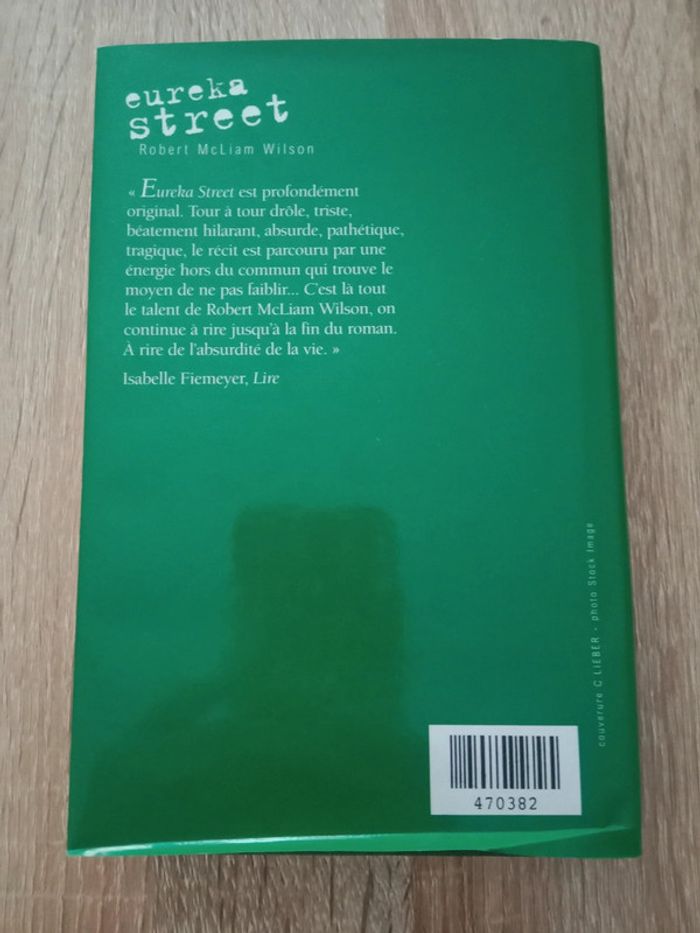 eureka
street
Robert McLiam Wilson
« Eureka Street est profondément
original. Tour à tour drôle, triste,
béatement hilarant, absurde, pathétique,
tragique, le récit est parcouru par une
énergie hors du commun qui trouve le
moyen de ne pas faiblir... C'est là tout
le talent de Robert McLiam Wilson, on
continue à rire jusqu'à la fin du roman.
À rire de l'absurdité de la vie. »
Isabelle Fiemeyer, Lire
couverure C LIEBER - photo Stock Image
470382